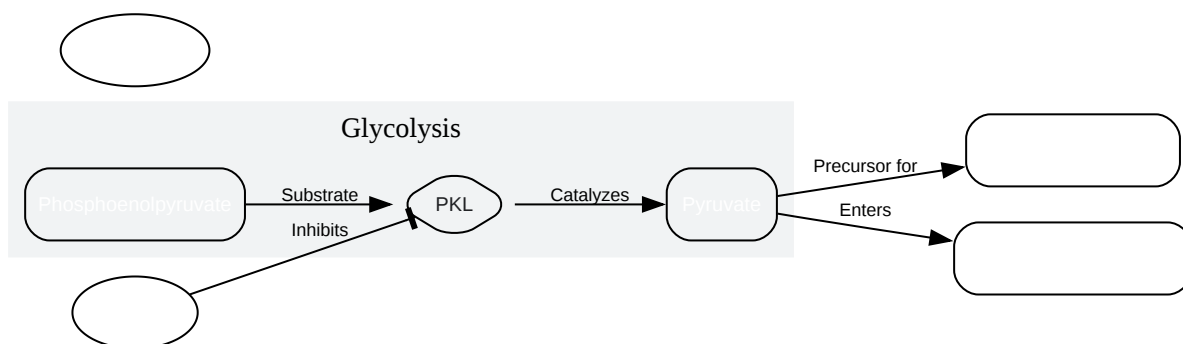 Glycolysis
Precursor for
Phosphoenolpyruvate
Substrate
PKL
Catalyzes
Pyruvate
Enters
Inhibits